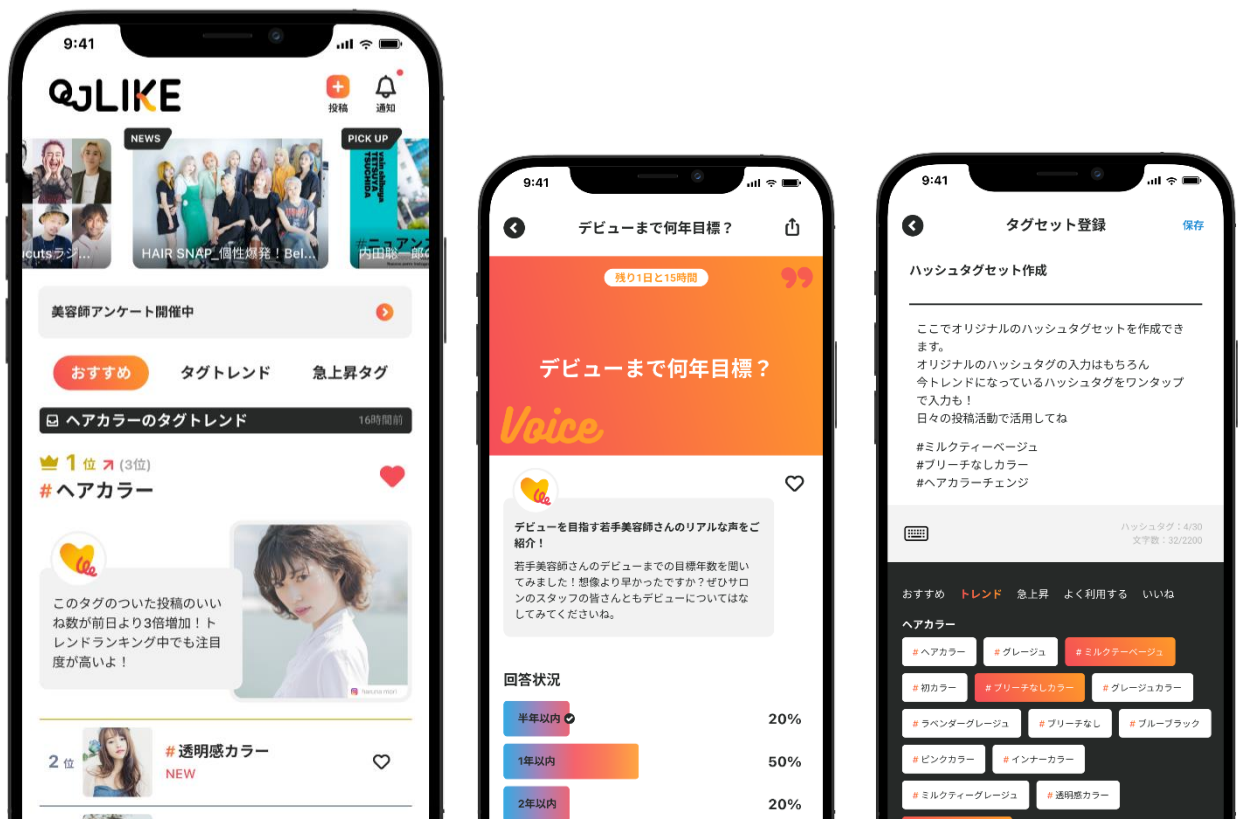 9:41
QJLIKE
投稿
通知
NEWS
PICK UP
vain shibuya
TETSUYA
TSUCHIDA
cutsラジ...
HAIR SNAP_個性爆発！Bel...
#ニュアンス
内田聡一郎の
美容師アンケート開催中
おすすめ
タグトレンド
急上昇タグ
ヘアカラーのタグトレンド
16時間前
1位
(3位)
#ヘアカラー
このタグのついた投稿のいい
ね数が前日より3倍増加！ト
レンドランキング中でも注目
度が高いよ！
haruna mori
2 位
#透明感カラー
NEW
9:41
デビューまで何年目標？
残り1日と15時間
デビューまで何年目標？
Voice
デビューを目指す若手美容師さんのリアルな声をご
紹介！
若手美容師さんのデビューまでの目標年数を聞い
てみました！想像より早かったですか？ぜひサロ
ンのスタッフの皆さんともデビューについてはな
してみてくださいね。
回答状況
半年以内
20%
1年以内
50%
2年以内
20%
9:41
タグセット登録
保存
ハッシュタグセット作成
ここでオリジナルのハッシュタグセットを作成でき
ます。
オリジナルのハッシュタグの入力はもちろん
今トレンドになっているハッシュタグをワンタップ
で入力も！
日々の投稿活動で活用してね
#ミルクティーベージュ
#ブリーチなしカラー
#ヘアカラーチェンジ
ハッシュタグ：4/30
文字数：32/2200
おすすめ トレンド 急上昇 よく利用する いいね
ヘアカラー
#ヘアカラー #グレージュ #ミルクテーベージュ
#初カラー #ブリーチなしカラー #グレージュカラー
#ラベンダーグレージュ #ブリーチなし #ブルーブラック
#ピンクカラー #インナーカラー
#ミルクティーグレージュ #透明感カラー